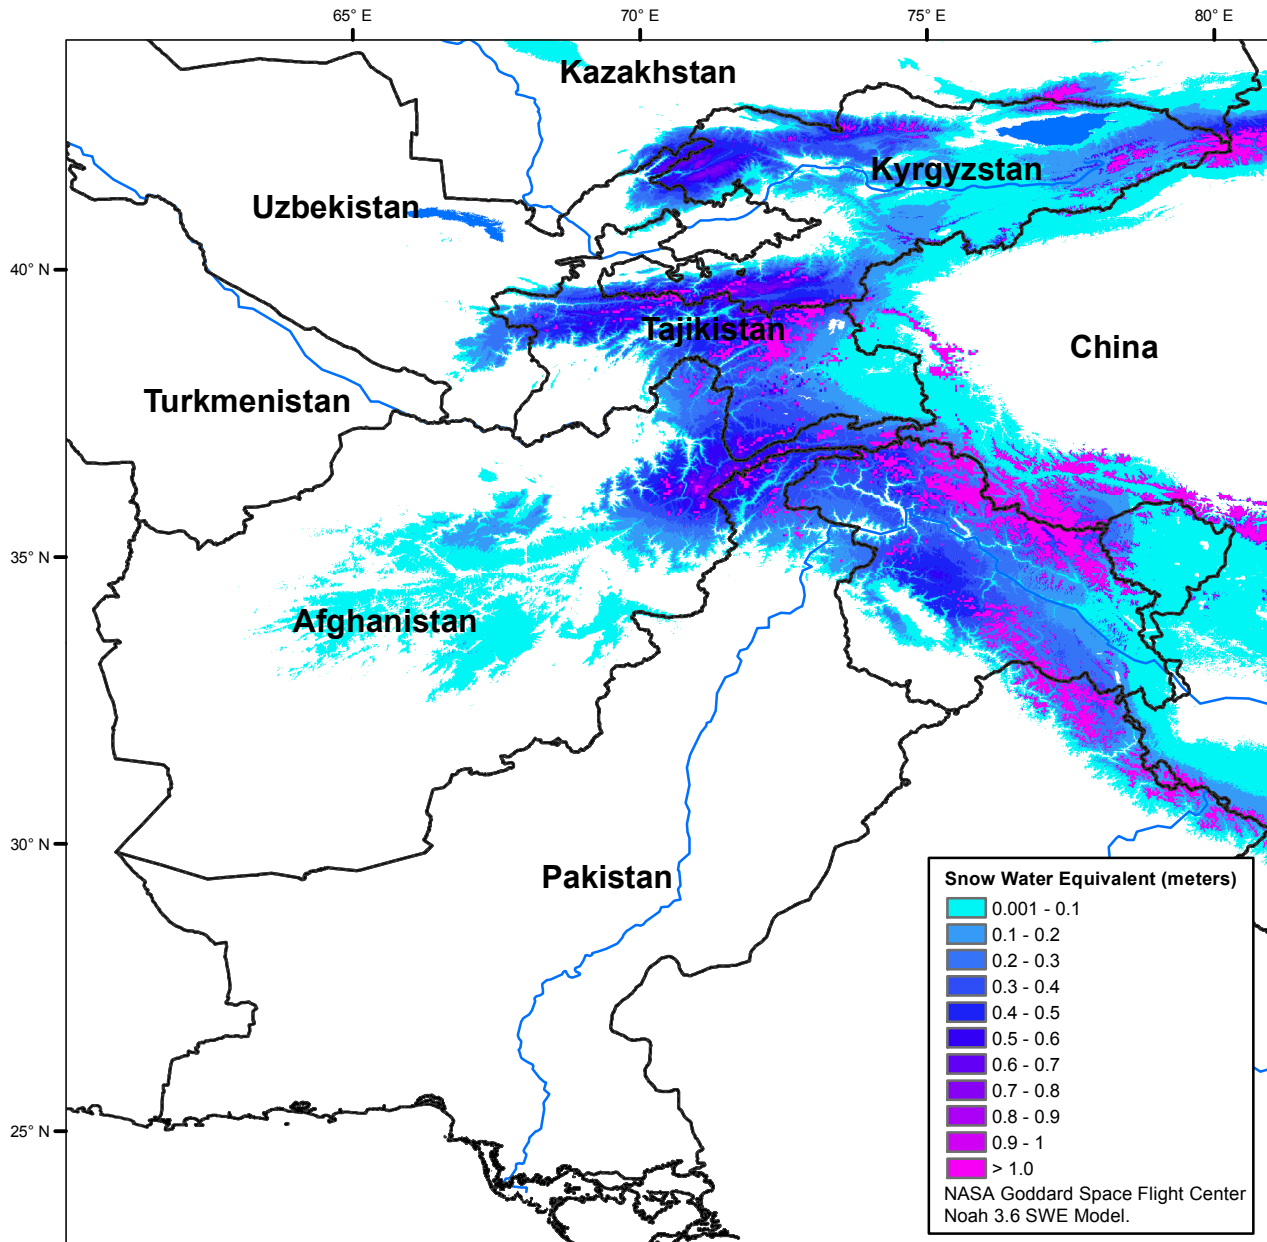 65° E
70° E
75° E
80° E
Kazakhstan
Kyrgyzstan
Uzbekistan
40° N
Tajikistan
China
Turkmenistan
35° N
Afghanistan
30° N
Pakistan
25° N
Snow Water Equivalent (meters)
0.001 - 0.1
0.1 - 0.2
0.2 - 0.3
0.3 - 0.4
0.4 - 0.5
0.5 - 0.6
0.6 - 0.7
0.7 - 0.8
0.8 - 0.9
0.9 - 1
> 1.0
NASA Goddard Space Flight Center
Noah 3.6 SWE Model.